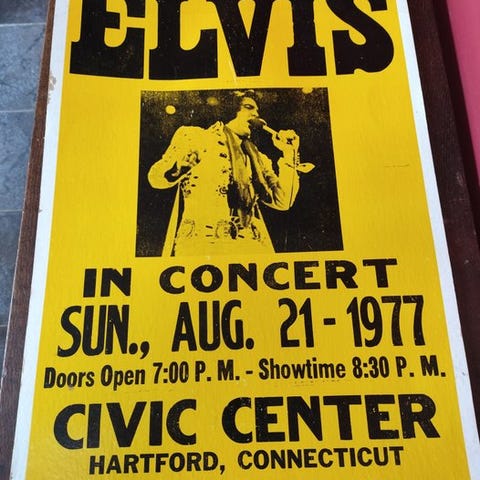 ELVIS
IN CONCERT
SUN., AUG. 21 - 1977
Doors Open 7:00 P. M. - Showtime 8:30 P. M.
CIVIC CENTER
HARTFORD, CONNECTICUT